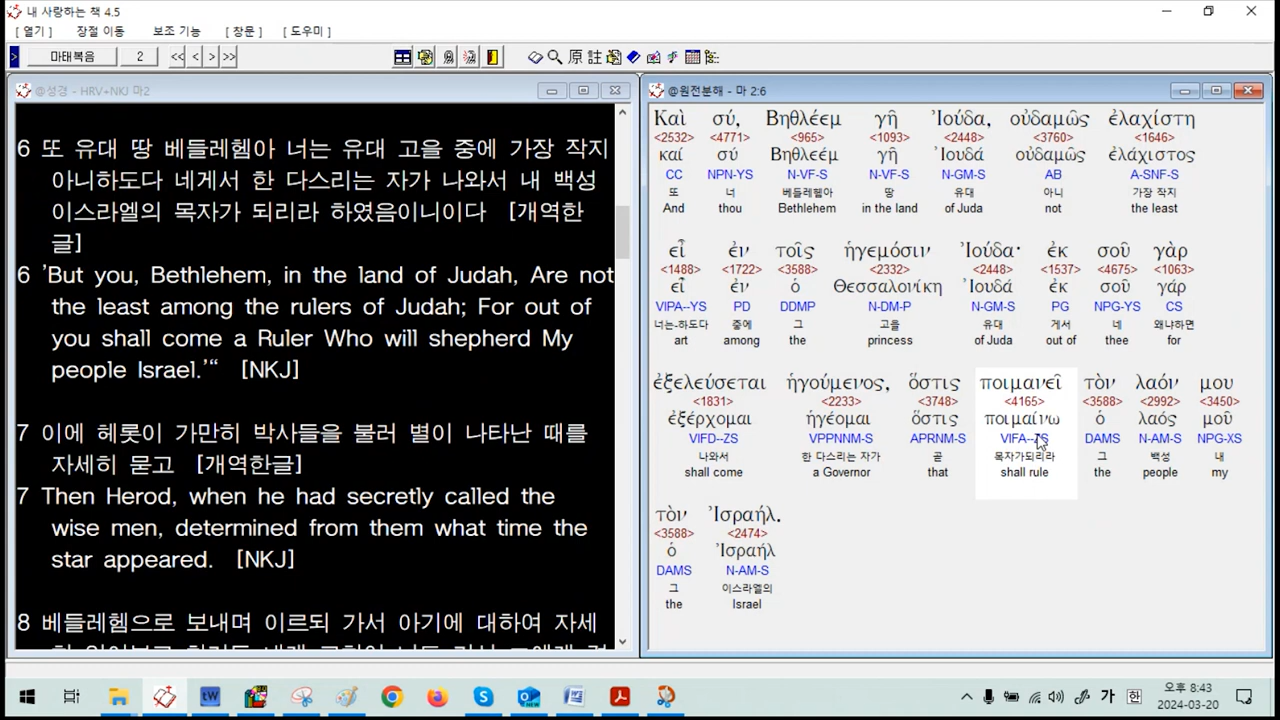 내 사랑하는 책 4.5
[ 열기 ] 장절 이동 보조 기능 [ 창문 ] [ 도우미 ]
마태복음 2 << < > >> 原 註
@성경 - HRV+NKJ 마2
6 또 유대 땅 베들레헴아 너는 유대 고을 중에 가장 작지
아니하도다 네게서 한 다스리는 자가 나와서 내 백성
이스라엘의 목자가 되리라 하였음이니이다 [개역한
글]
6 'But you, Bethlehem, in the land of Judah, Are not
the least among the rulers of Judah; For out of
you shall come a Ruler Who will shepherd My
people Israel.'“ [NKJ]
7 이에 헤롯이 가만히 박사들을 불러 별이 나타난 때를
자세히 묻고 [개역한글]
7 Then Herod, when he had secretly called the
wise men, determined from them what time the
star appeared. [NKJ]
8 베들레헴으로 보내며 이르되 가서 아기에 대하여 자세
@원전분해 - 마 2:6
Καὶ σύ, Βηθλέεμ γῆ Ἰούδα, οὐδαμῶς ἐλαχίστη
<2532> <4771> <965> <1093> <2448> <3760> <1646>
καί σύ Βηθλεέμ γῆ Ἰουδά οὐδαμῶς ἐλάχιστος
CC NPN-YS N-VF-S N-VF-S N-GM-S AB A-SNF-S
또 너 베들레헴아 땅 유대 아니 가장 작지
And thou Bethlehem in the land of Juda not the least
εἶ ἐν τοῖς ἡγεμόσιν Ἰούδα· ἐκ σοῦ γὰρ
<1488> <1722> <3588> <2332> <2448> <1537> <4675> <1063>
εἶ ἐν ὁ Θεσσαλονίκη Ἰουδά ἐκ σοῦ γάρ
VIPA--YS PD DDMP N-DM-P N-GM-S PG NPG-YS CS
너는-하도다 중에 그 고을 유대 게서 네 왜냐하면
art among the princess of Juda out of thee for
ἐξελεύσεται ἡγούμενος, ὅστις ποιμανεῖ τὸν λαόν μου
<1831> <2233> <3748> <4165> <3588> <2992> <3450>
ἐξέρχομαι ἡγέομαι ὅστις ποιμαίνω ὁ λαός μοῦ
VIFD--ZS VPPNNM-S APRNM-S VIFA--ZS DAMS N-AM-S NPG-XS
나와서 한 다스리는 자가 곧 목자가되리라 그 백성 내
shall come a Governor that shall rule the people my
τὸν Ἰσραήλ.
<3588> <2474>
ὁ Ἰσραήλ
DAMS N-AM-S
그 이스라엘의
the Israel
가 한 오후 8:43
2024-03-20